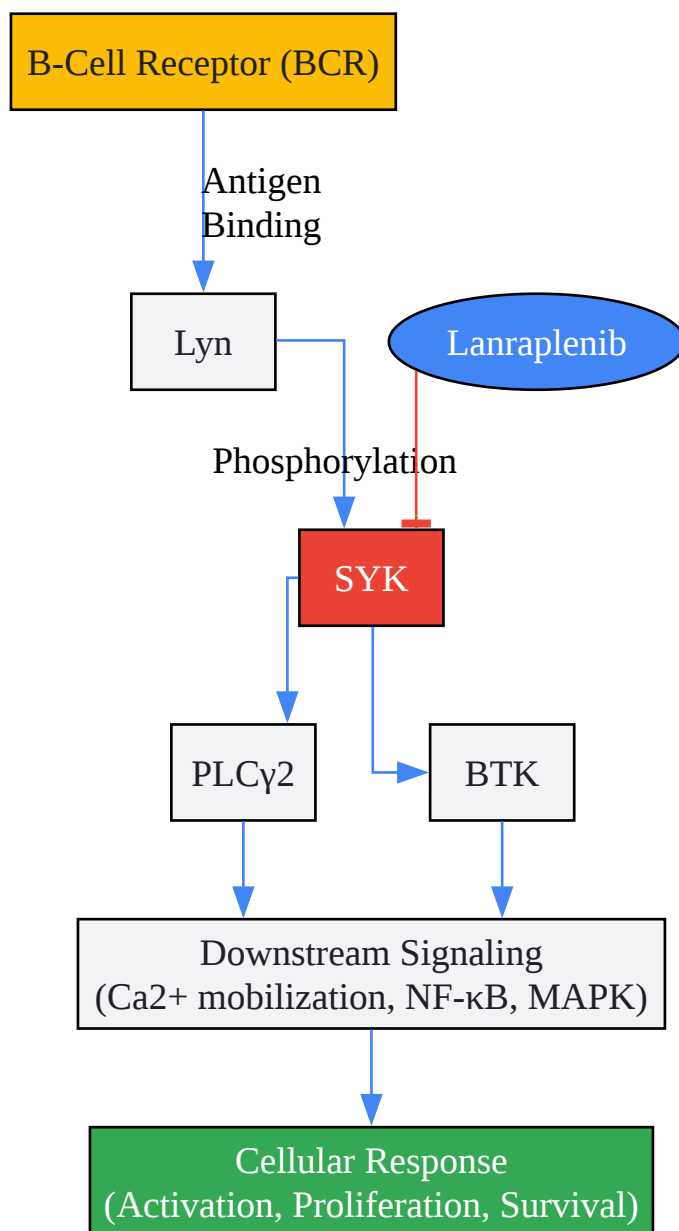 B-Cell Receptor (BCR)
Antigen
Binding
Lyn
Lanraplenib
Phosphorylation
SYK
PLCγ2
BTK
Downstream Signaling
(Ca2+ mobilization, NF-κB, MAPK)
Cellular Response
(Activation, Proliferation, Survival)